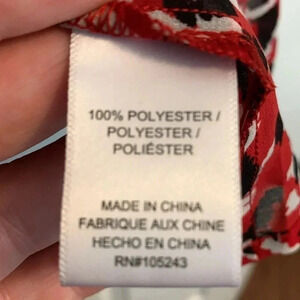 100% POLYESTER /
POLYESTER /
POLIÉSTER
MADE IN CHINA
FABRIQUE AUX CHINE
HECHO EN CHINA
RN#105243